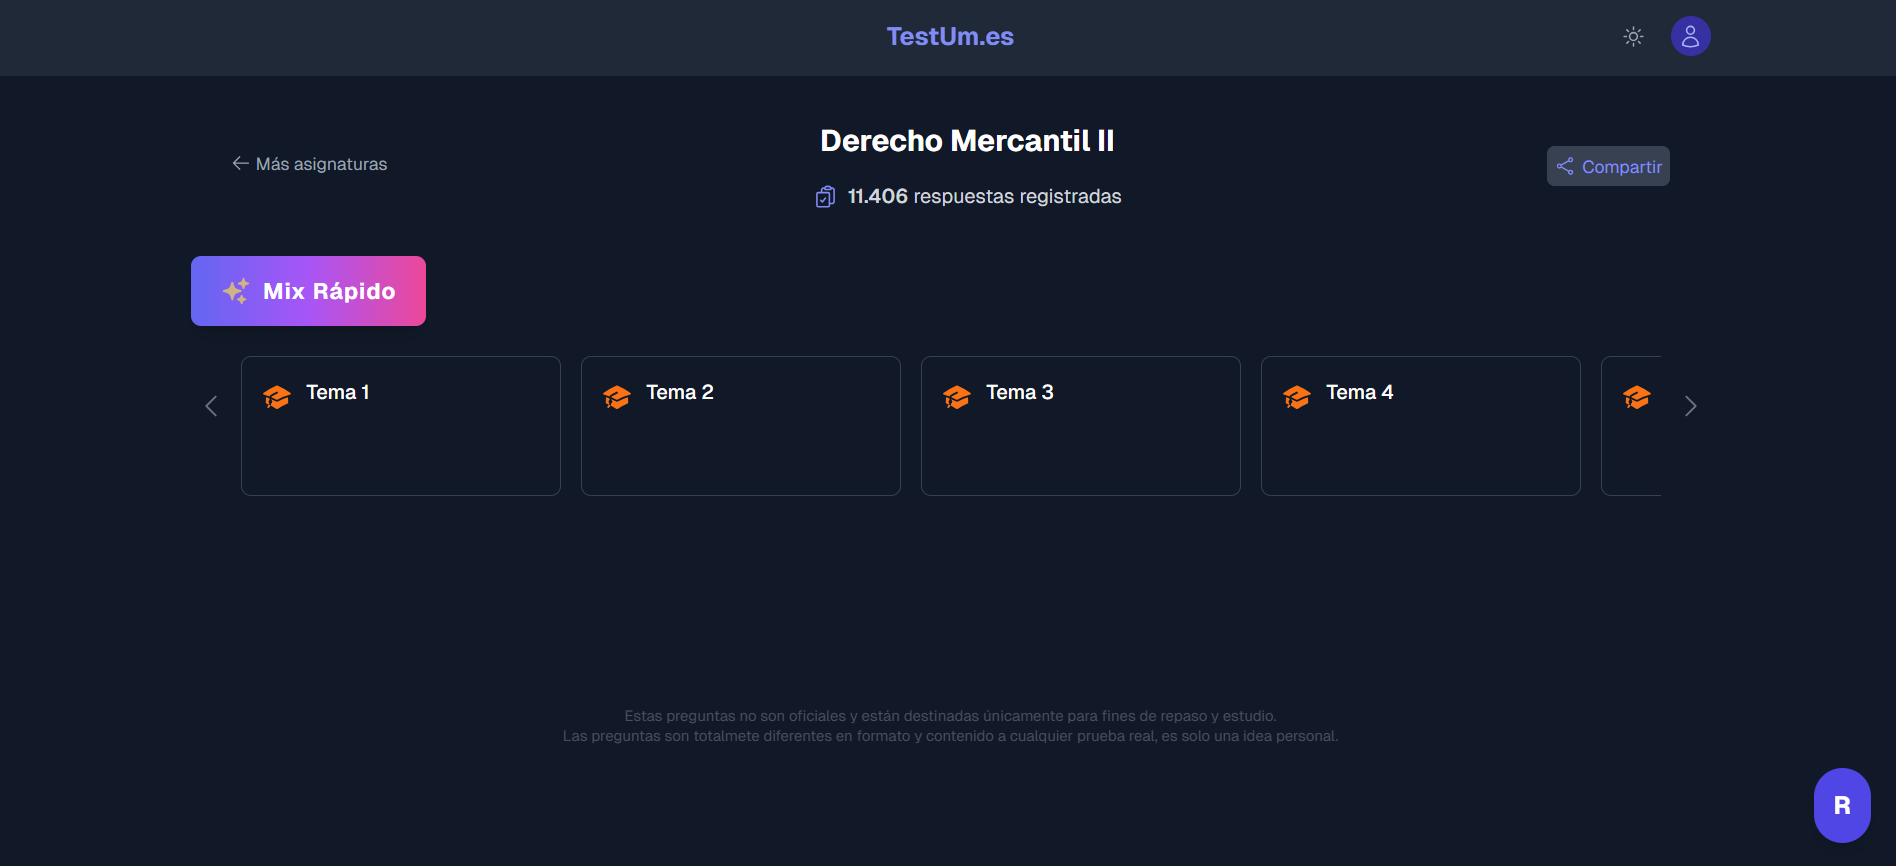 TestUm.es
← Más asignaturas
Derecho Mercantil II
11.406 respuestas registradas
Compartir
Mix Rápido
Tema 1
Tema 2
Tema 3
Tema 4
Estas preguntas no son oficiales y están destinadas únicamente para fines de repaso y estudio.
Las preguntas son totalmete diferentes en formato y contenido a cualquier prueba real, es solo una idea personal.
R